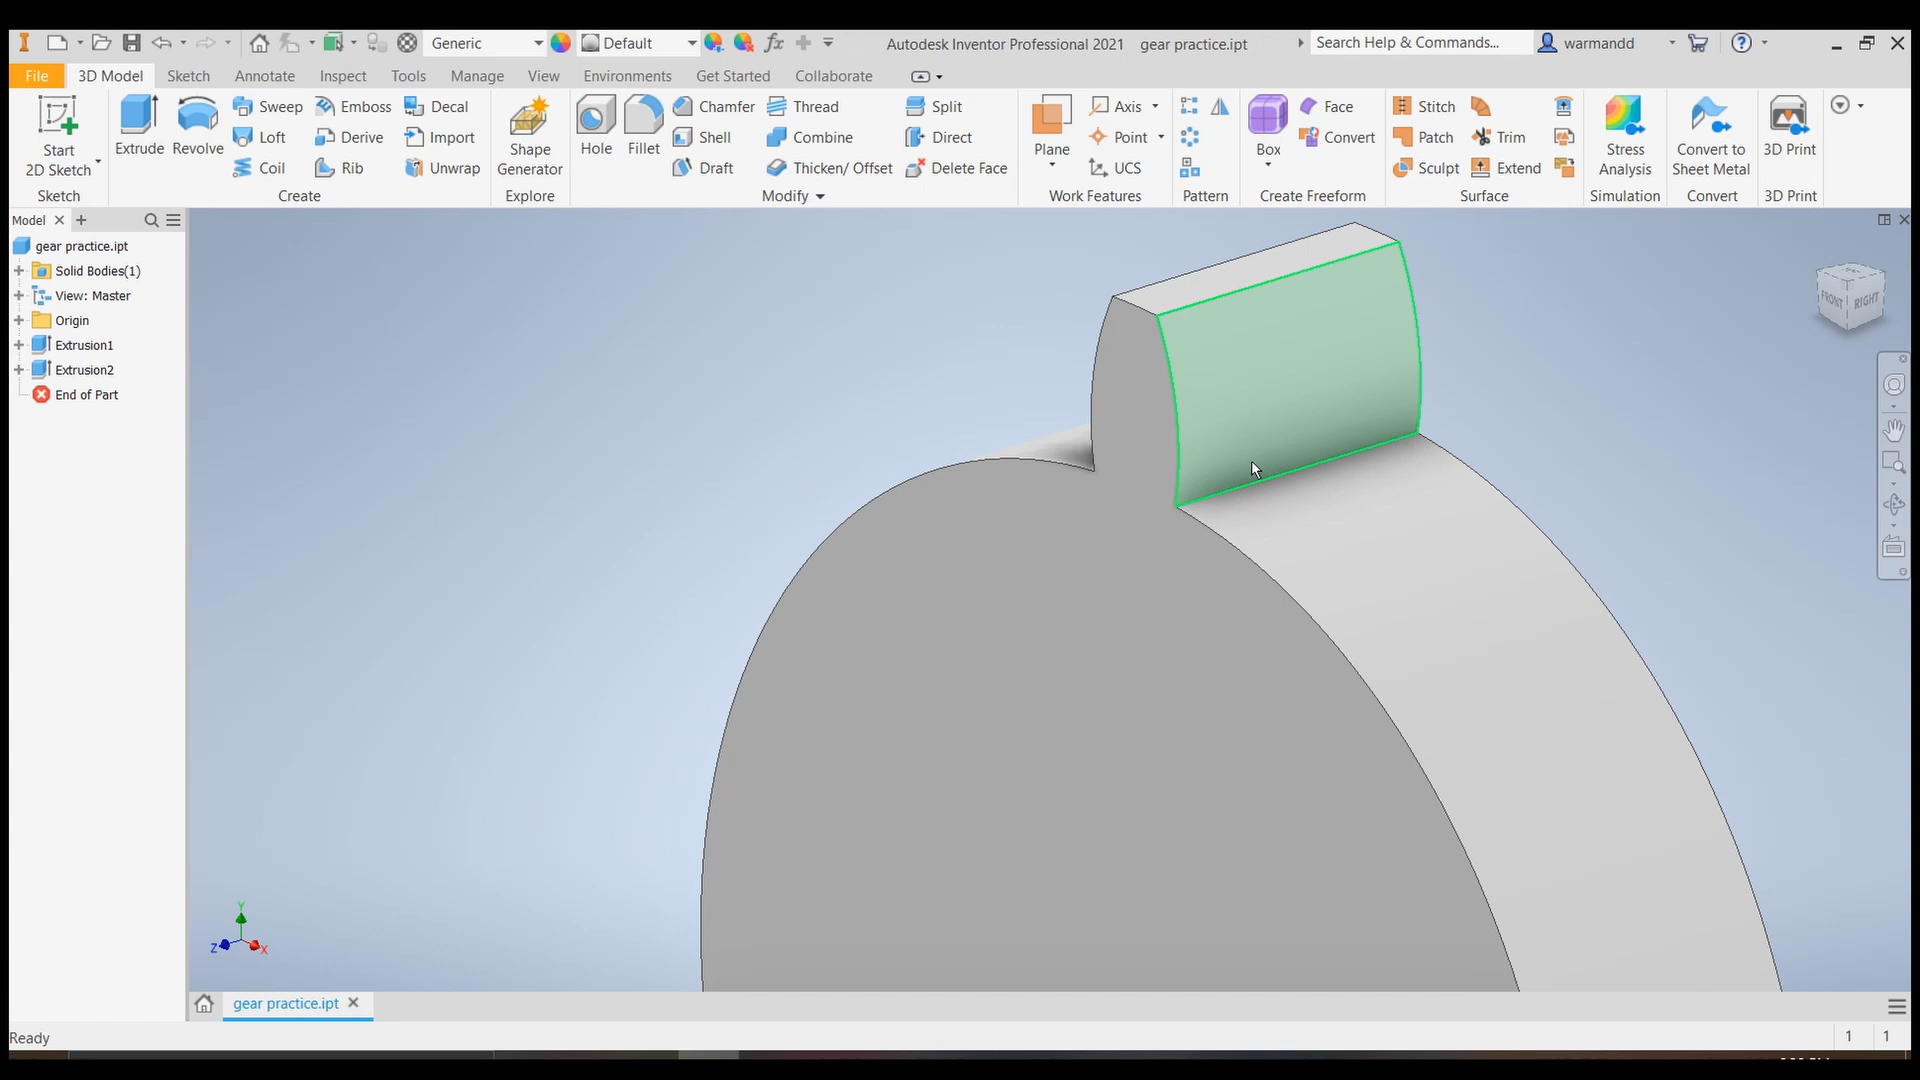 Generic Default Autodesk Inventor Professional 2021 gear practice.ipt Search Help & Commands... warmandd
File 3D Model Sketch Annotate Inspect Tools Manage View Environments Get Started Collaborate
Start 2D Sketch
Extrude
Revolve
Sweep Emboss Decal
Loft Derive Import
Coil Rib Unwrap
Shape Generator
Hole
Fillet
Chamfer Thread Split
Shell Combine Direct
Draft Thicken/ Offset Delete Face
Plane
Axis
Point
UCS
Box
Face
Convert
Stitch
Patch Trim
Sculpt Extend
Stress Analysis
Convert to Sheet Metal
3D Print
Sketch Create Explore Modify Work Features Pattern Create Freeform Surface Simulation Convert 3D Print
Model
gear practice.ipt
Solid Bodies(1)
View: Master
Origin
Extrusion1
Extrusion2
End of Part
FRONT RIGHT
Y
Z X
gear practice.ipt
Ready 1 1